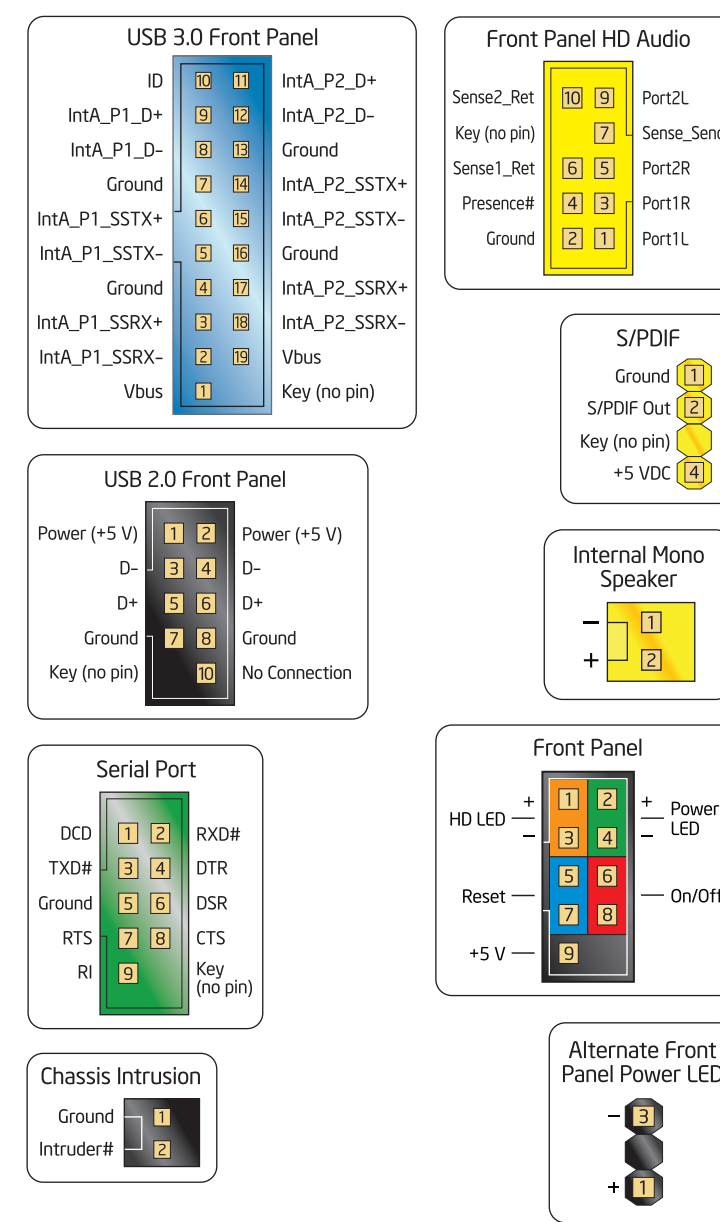 USB 3.0 Front Panel
ID 10 11 IntA_P2_D+
IntA_P1_D+ 9 12 IntA_P2_D–
IntA_P1_D– 8 13 Ground
Ground 7 14 IntA_P2_SSTX+
IntA_P1_SSTX+ 6 15 IntA_P2_SSTX–
IntA_P1_SSTX– 5 16 Ground
Ground 4 17 IntA_P2_SSRX+
IntA_P1_SSRX+ 3 18 IntA_P2_SSRX–
IntA_P1_SSRX– 2 19 Vbus
Vbus 1 Key (no pin)
Front Panel HD Audio
Sense2_Ret 10 9 Port2L
Key (no pin) 7 Sense_Send
Sense1_Ret 6 5 Port2R
Presence# 4 3 Port1R
Ground 2 1 Port1L
S/PDIF
Ground 1
S/PDIF Out 2
Key (no pin)
+5 VDC 4
USB 2.0 Front Panel
Power (+5 V) 1 2 Power (+5 V)
D– 3 4 D–
D+ 5 6 D+
Ground 7 8 Ground
Key (no pin) 10 No Connection
Internal Mono
Speaker
– 1
+ 2
Serial Port
DCD 1 2 RXD#
TXD# 3 4 DTR
Ground 5 6 DSR
RTS 7 8 CTS
RI 9 Key
(no pin)
Front Panel
HD LED + 1 2 + Power
– 3 4 – LED
Reset 5 6 On/Off
7 8
+5 V 9
Chassis Intrusion
Ground 1
Intruder# 2
Alternate Front
Panel Power LED
– 3
+ 1